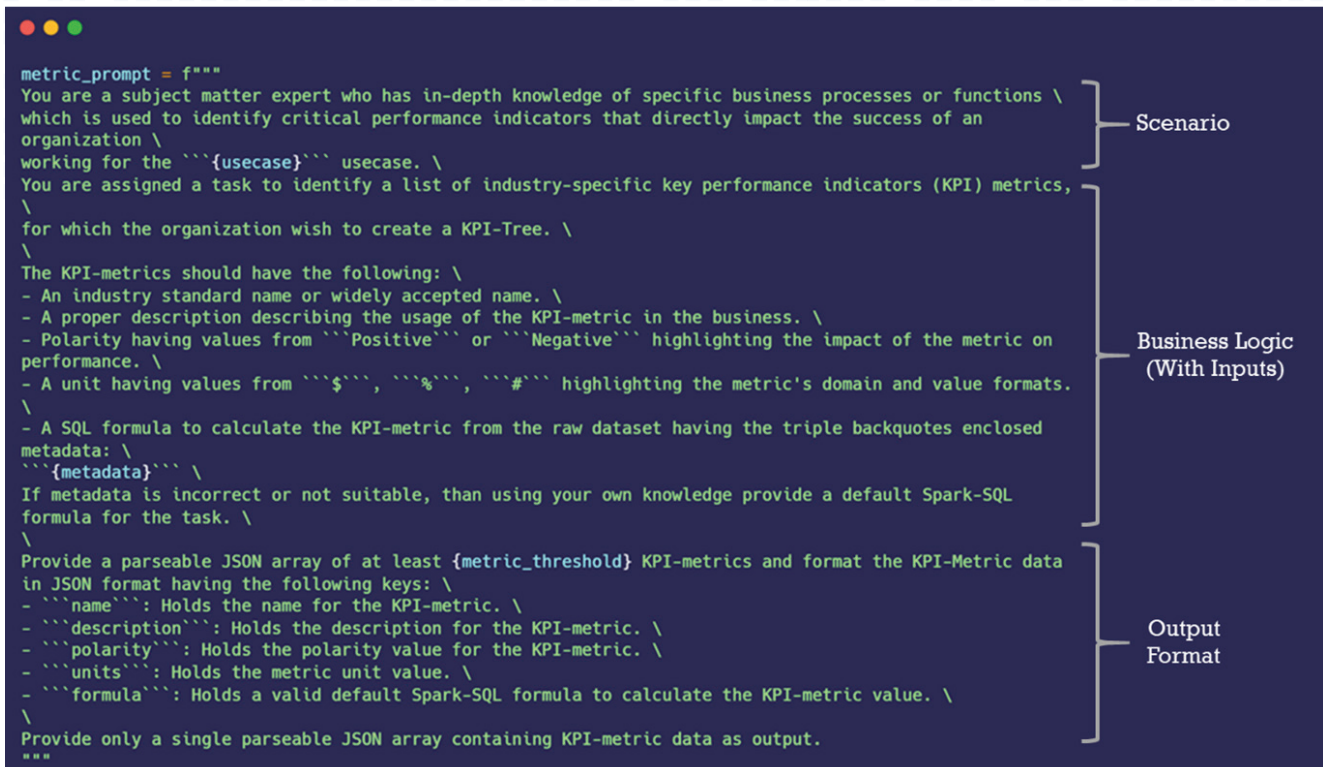 metric_prompt = f"""
You are a subject matter expert who has in-depth knowledge of specific business processes or functions \
which is used to identify critical performance indicators that directly impact the success of an
organization \
working for the ```{usecase}``` usecase. \
You are assigned a task to identify a list of industry-specific key performance indicators (KPI) metrics,
\
for which the organization wish to create a KPI-Tree. \
\
The KPI-metrics should have the following: \
- An industry standard name or widely accepted name. \
- A proper description describing the usage of the KPI-metric in the business. \
- Polarity having values from ```Positive``` or ```Negative``` highlighting the impact of the metric on
performance. \
- A unit having values from ```$```, ```%```, ```#``` highlighting the metric's domain and value formats.
\
- A SQL formula to calculate the KPI-metric from the raw dataset having the triple backquotes enclosed
metadata: \
```{metadata}``` \
If metadata is incorrect or not suitable, than using your own knowledge provide a default Spark-SQL
formula for the task. \
\
Provide a parseable JSON array of at least {metric_threshold} KPI-metrics and format the KPI-Metric data
in JSON format having the following keys: \
- ```name```: Holds the name for the KPI-metric. \
- ```description```: Holds the description for the KPI-metric. \
- ```polarity```: Holds the polarity value for the KPI-metric. \
- ```units```: Holds the metric unit value. \
- ```formula```: Holds a valid default Spark-SQL formula to calculate the KPI-metric value. \
\
Provide only a single parseable JSON array containing KPI-metric data as output.
"""
Scenario
Business Logic
(With Inputs)
Output
Format